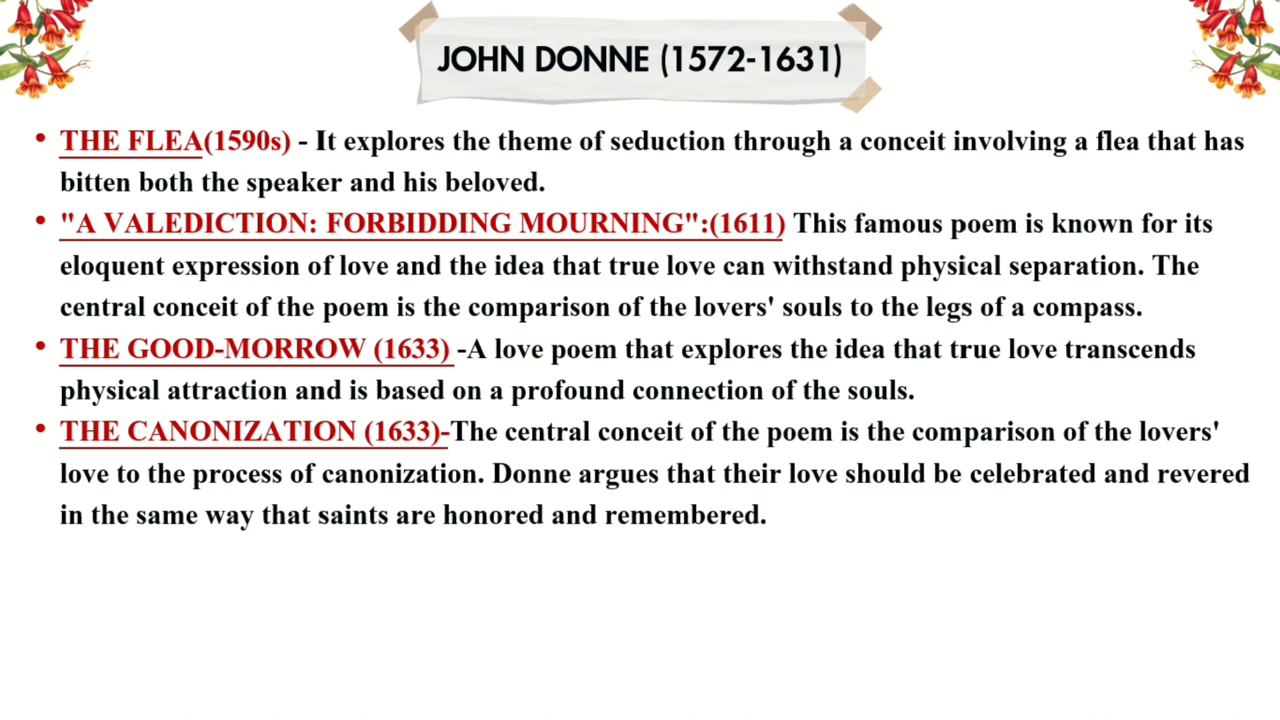 JOHN DONNE (1572-1631)
• THE FLEA(1590s) - It explores the theme of seduction through a conceit involving a flea that has
bitten both the speaker and his beloved.
• "A VALEDICTION: FORBIDDING MOURNING":(1611) This famous poem is known for its
eloquent expression of love and the idea that true love can withstand physical separation. The
central conceit of the poem is the comparison of the lovers' souls to the legs of a compass.
• THE GOOD-MORROW (1633) -A love poem that explores the idea that true love transcends
physical attraction and is based on a profound connection of the souls.
• THE CANONIZATION (1633)-The central conceit of the poem is the comparison of the lovers'
love to the process of canonization. Donne argues that their love should be celebrated and revered
in the same way that saints are honored and remembered.